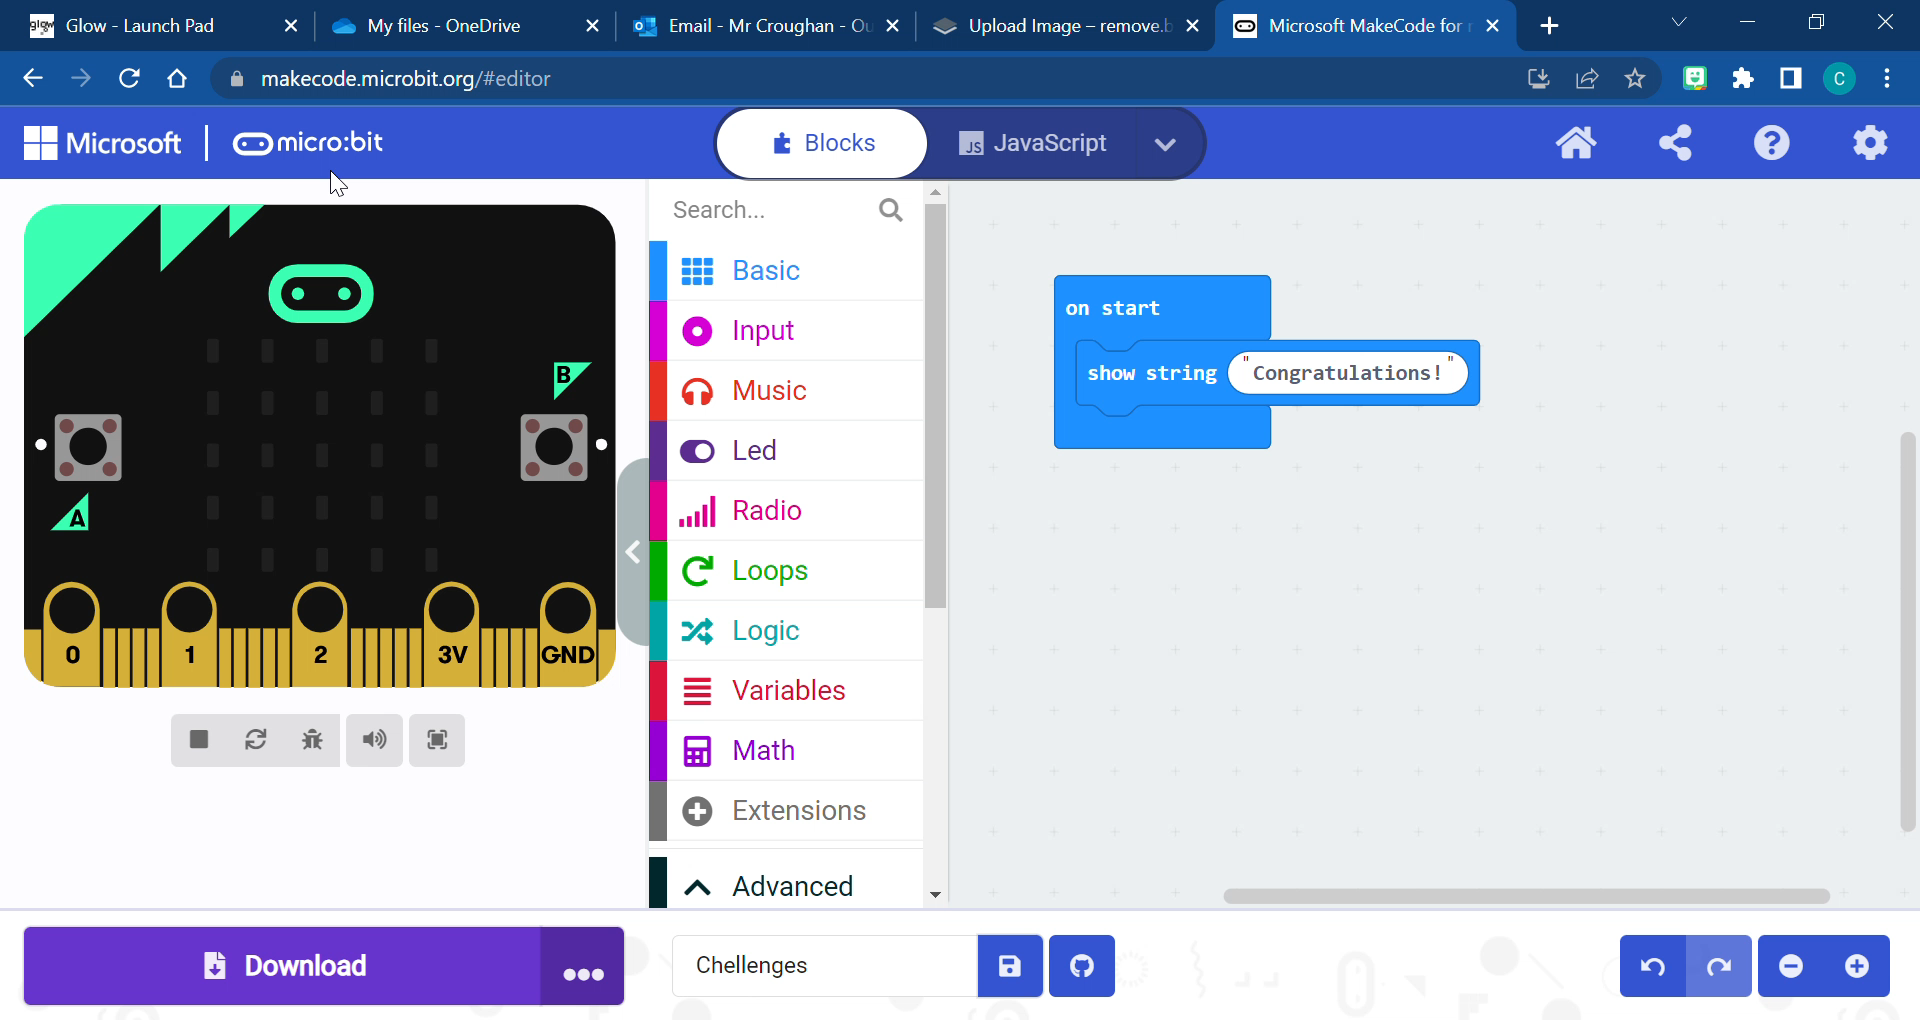 Glow - Launch Pad
My files - OneDrive
Email - Mr Croughan - Ou
Upload Image – remove.b
Microsoft MakeCode for
makecode.microbit.org/#editor
C
Microsoft
micro:bit
Blocks
JS JavaScript
Search...
Basic
Input
Music
Led
Radio
Loops
Logic
Variables
Math
Extensions
Advanced
B
A
0 1 2 3V GND
on start
show string "Congratulations!"
Download
Chellenges